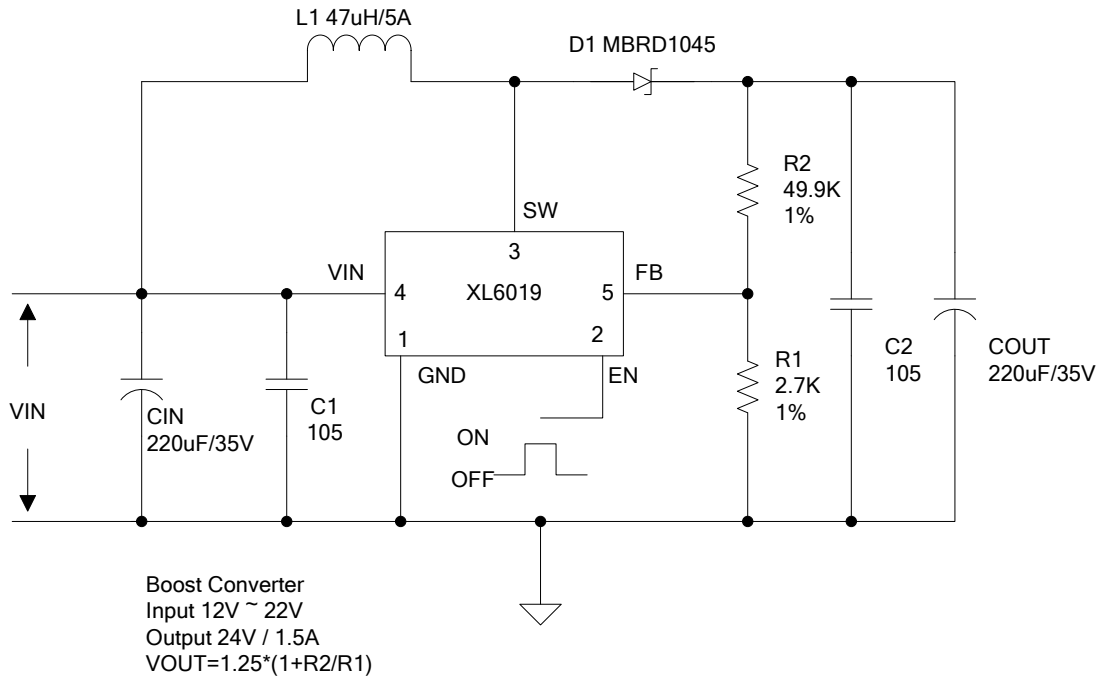 L1 47uH/5A
D1 MBRD1045
R2
49.9K
1%
SW
3
VIN
FB
4
XL6019
5
1
2
GND
EN
R1
2.7K
1%
C2
105
COUT
220uF/35V
VIN
CIN
220uF/35V
C1
105
ON
OFF
Boost Converter
Input 12V ~ 22V
Output 24V / 1.5A
VOUT=1.25*(1+R2/R1)